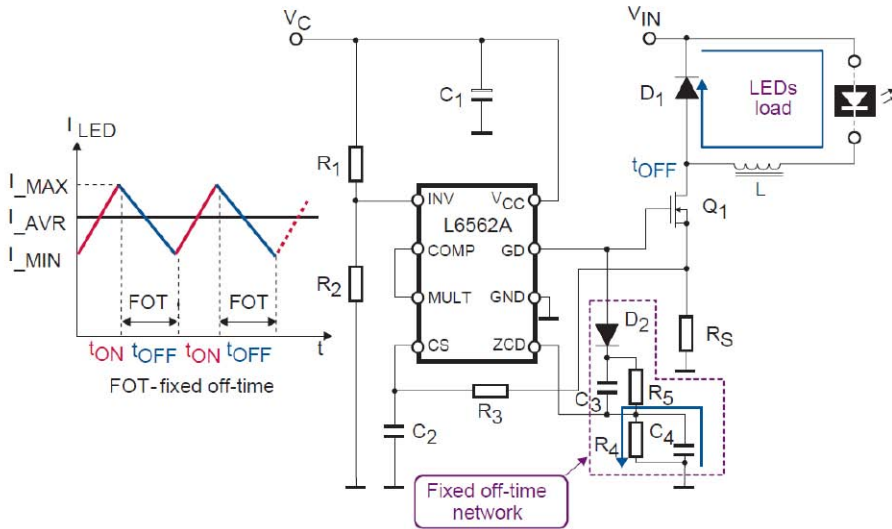 I_LED
I_MAX
I_AVR
I_MIN
FOT
FOT
tON
tOFF
tON
tOFF
t
FOT-fixed off-time
VC
C1
R1
R2
INV
VCC
L6562A
COMP
GD
MULT
GND
CS
ZCD
R3
C2
VIN
D1
LEDs
load
tOFF
L
Q1
D2
RS
C3
R5
R4
C4
Fixed off-time
network